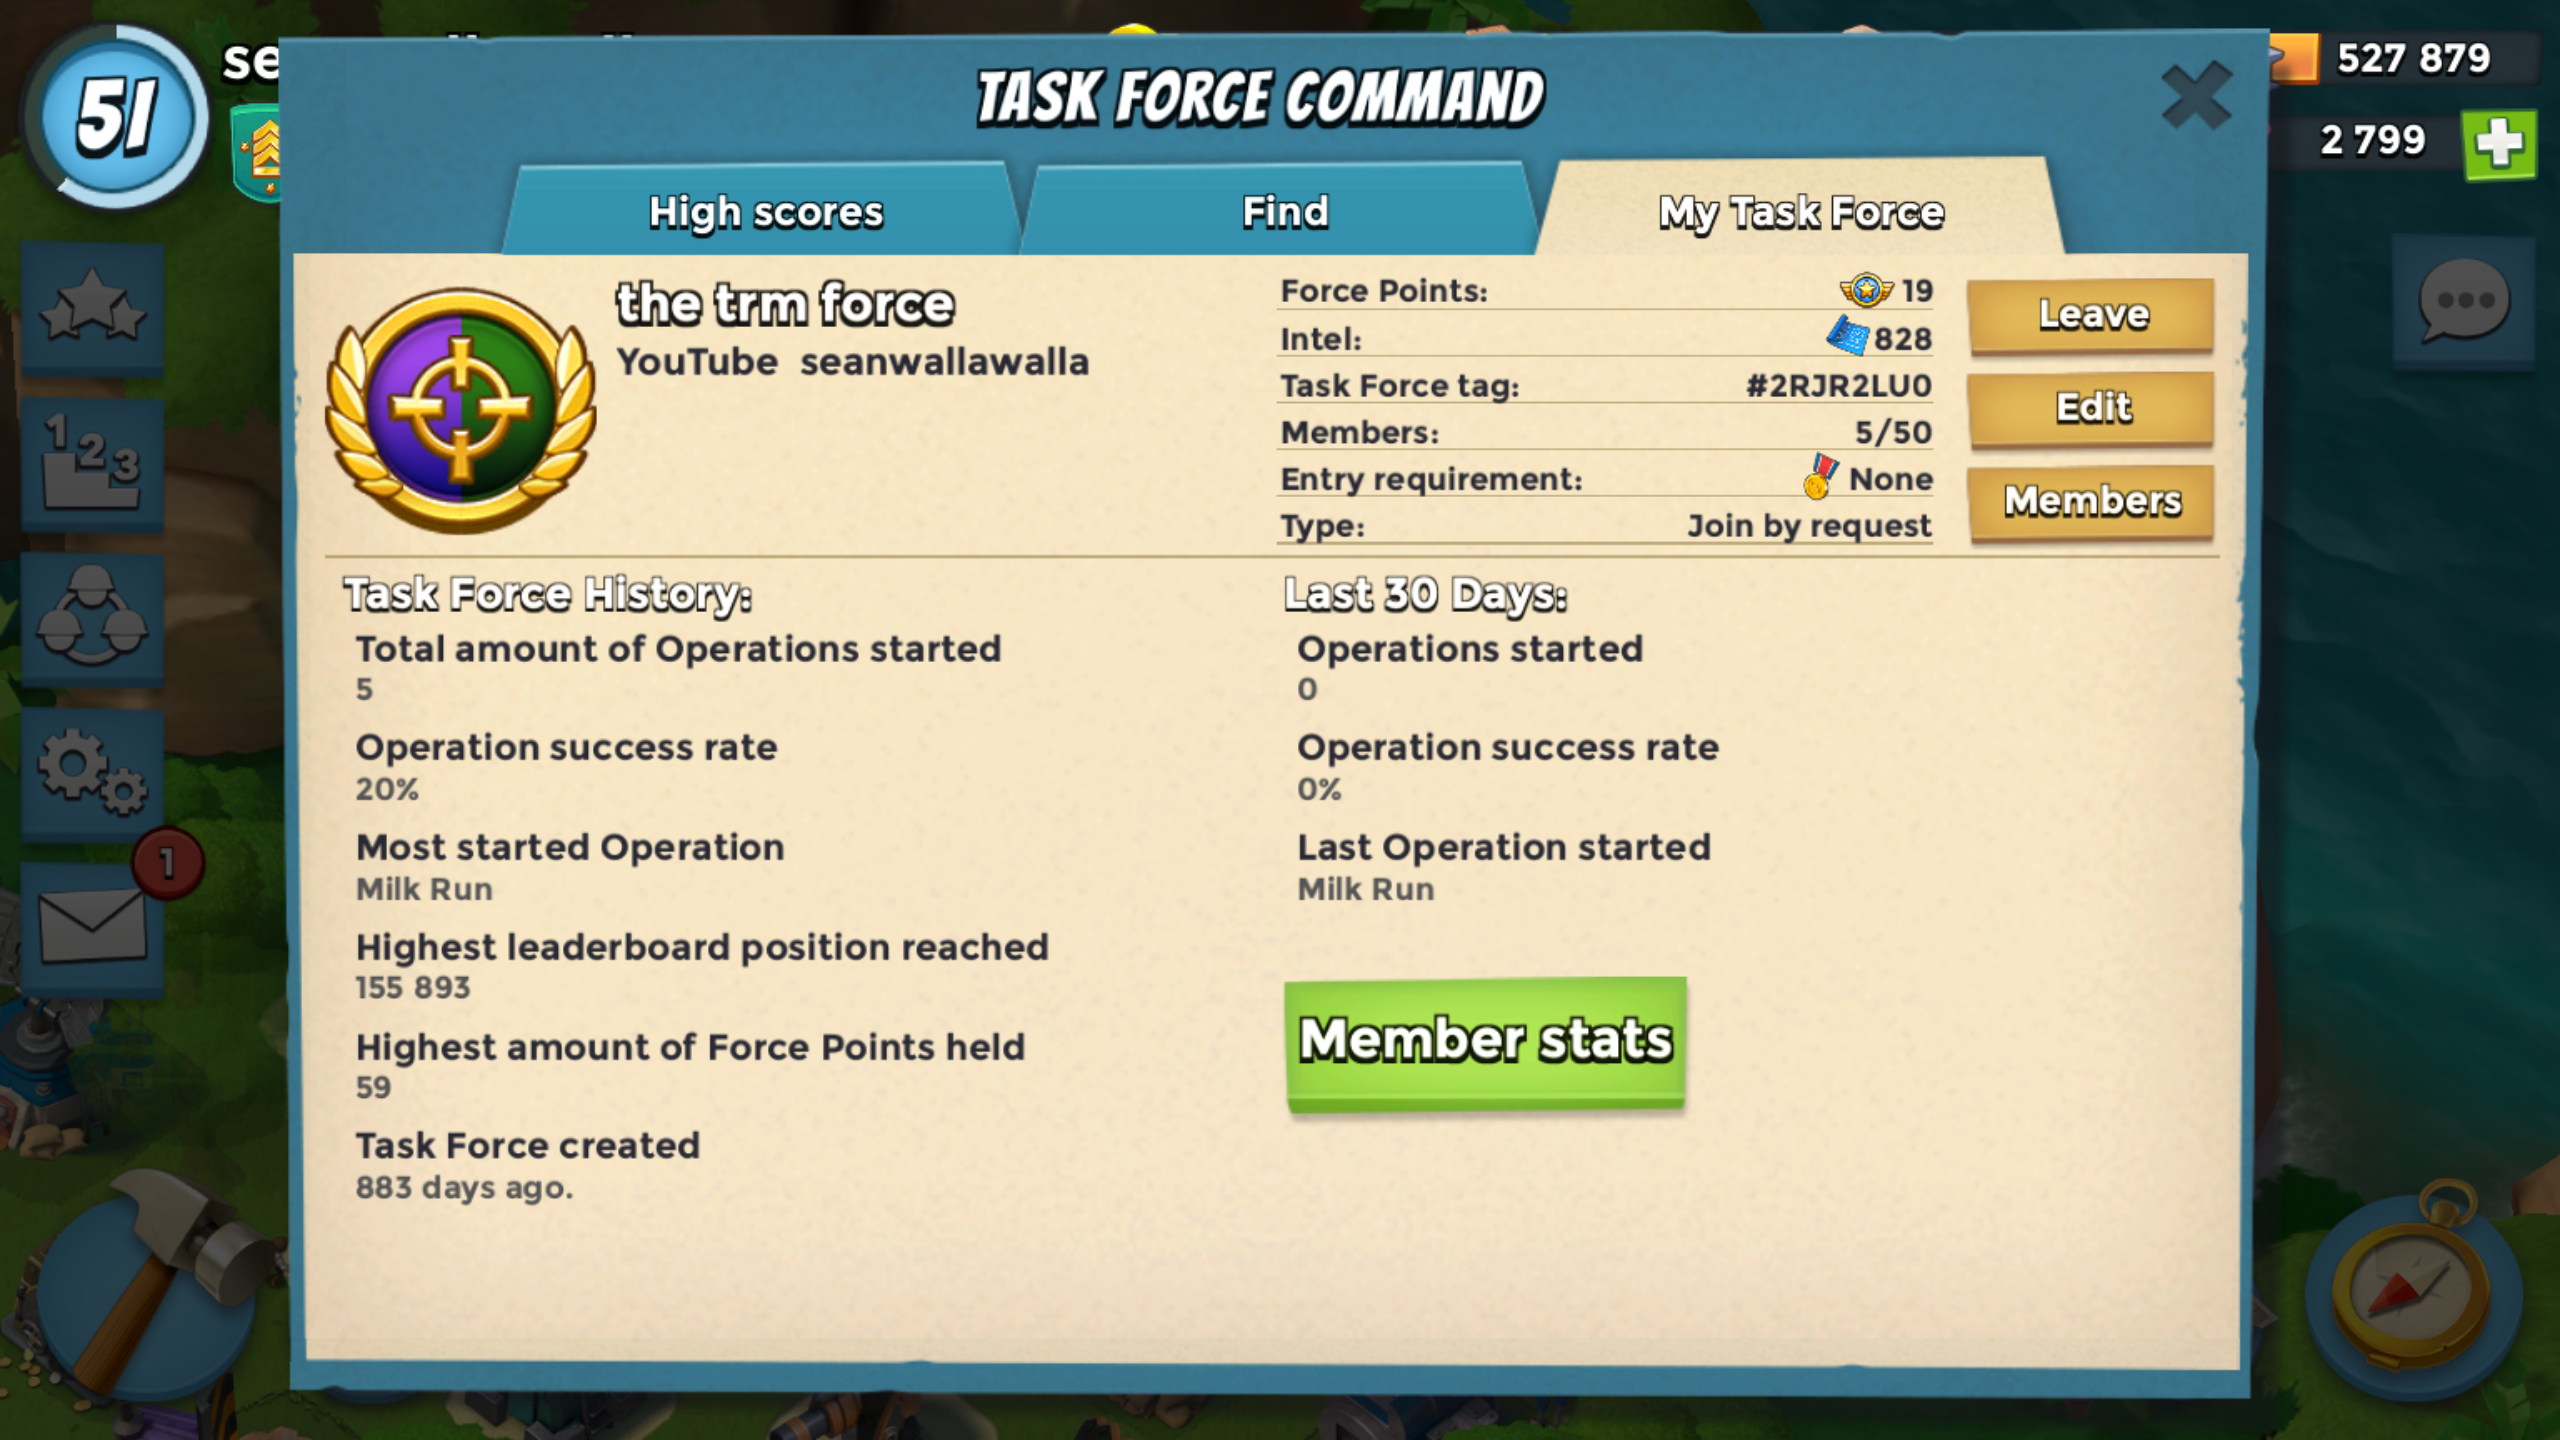 51
se
527 879
2 799
TASK FORCE COMMAND
High scores
Find
My Task Force
the trm force
YouTube seanwallawalla
Force Points: 19
Intel: 828
Task Force tag: #2RJR2LU0
Members: 5/50
Entry requirement: None
Type: Join by request
Leave
Edit
Members
Task Force History:
Total amount of Operations started
5
Operation success rate
20%
Most started Operation
Milk Run
Highest leaderboard position reached
155 893
Highest amount of Force Points held
59
Task Force created
883 days ago.
Last 30 Days:
Operations started
0
Operation success rate
0%
Last Operation started
Milk Run
Member stats
1 2 3
1